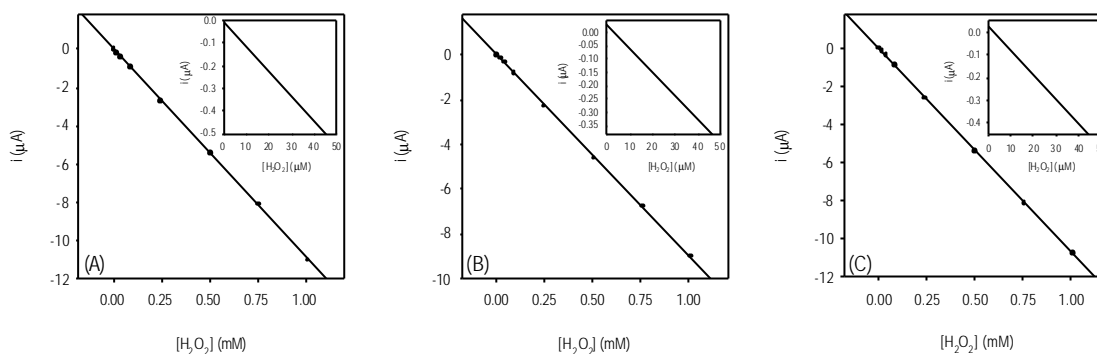 0
-2
-4
-6
-8
-10
-12
i (µA)
(A)
0.00 0.25 0.50 0.75 1.00
[H₂O₂] (mM)
0.0
-0.1
-0.2
-0.3
-0.4
-0.5
i (µA)
0 10 20 30 40 50
[H₂O₂] (µM)
0
-2
-4
-6
-8
-10
i (µA)
(B)
0.00 0.25 0.50 0.75 1.00
[H₂O₂] (mM)
0.00
-0.05
-0.10
-0.15
-0.20
-0.25
-0.30
-0.35
i (µA)
0 10 20 30 40 50
[H₂O₂] (µM)
0
-2
-4
-6
-8
-10
-12
i (µA)
(C)
0.00 0.25 0.50 0.75 1.00
[H₂O₂] (mM)
0.0
-0.1
-0.2
-0.3
-0.4
i (µA)
0 10 20 30 40
[H₂O₂] (µM)